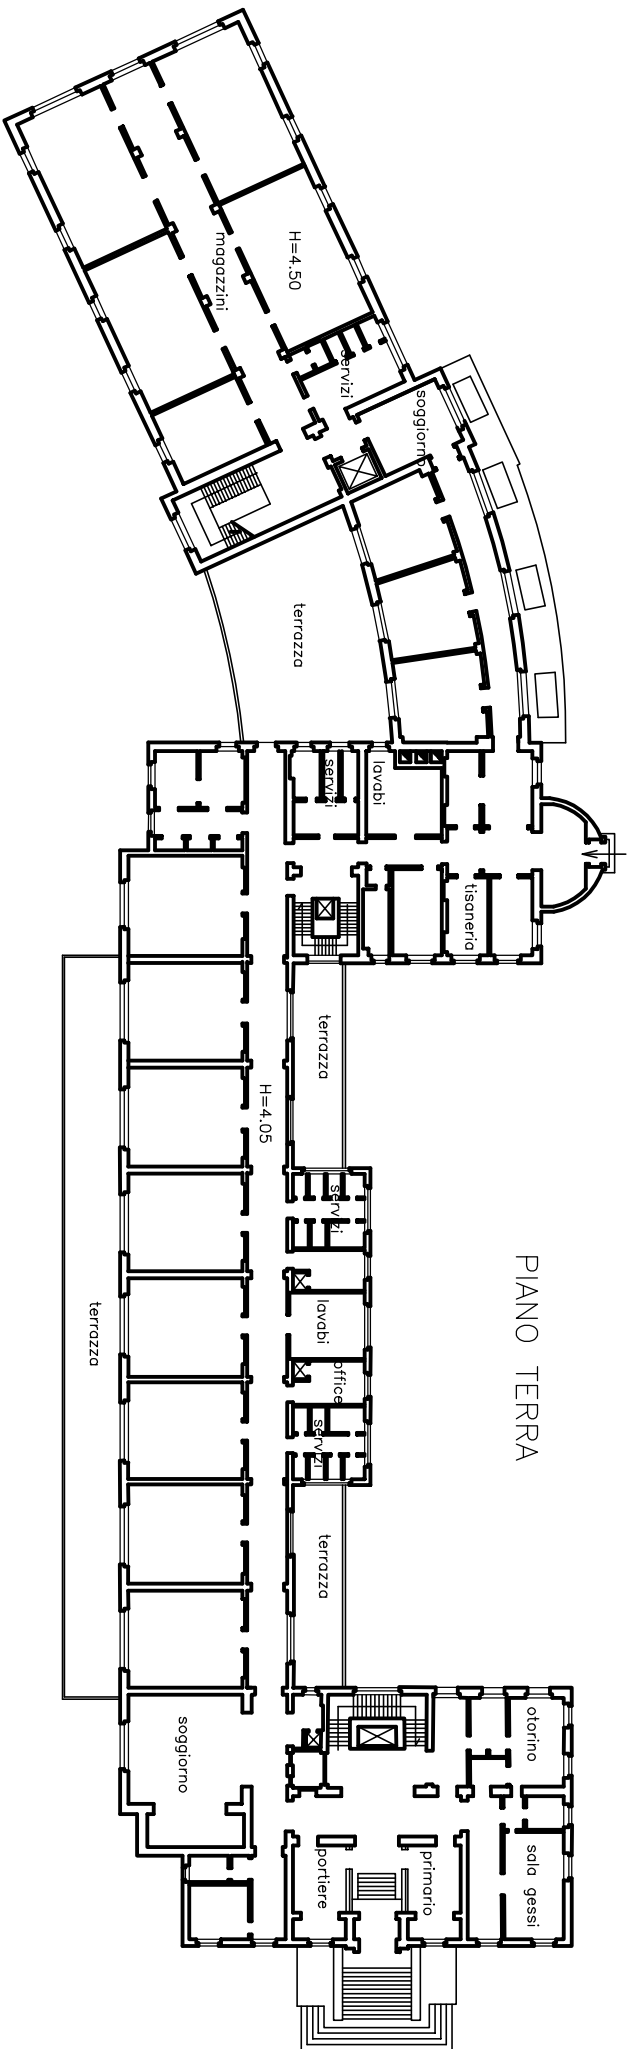 H=4.50
magazzini
servizi
soggiorno
terrazza
servizi
lavabi
tisaneria
terrazza
H=4.05
servizi
PIANO TERRA
lavabi
terrazza
office
servizi
terrazza
soggiorno
otorino
sala gessi
primario
portiere